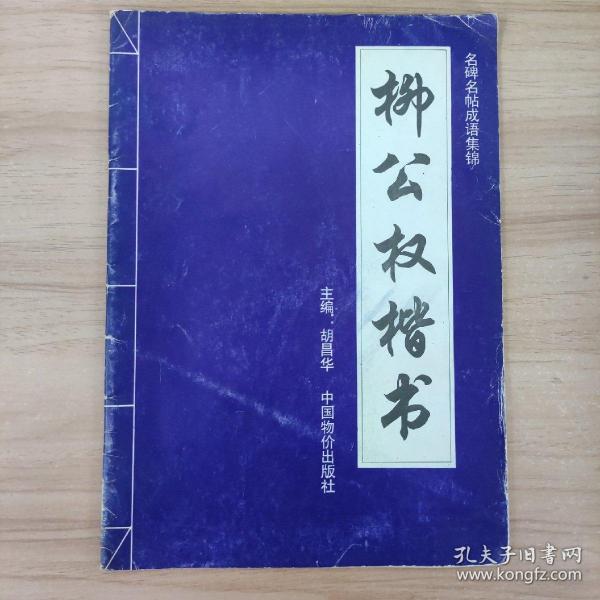 名碑名帖成语集锦
柳公权楷书
主编：胡昌华 中国物价出版社
孔夫子旧书网
www.kongfz.com